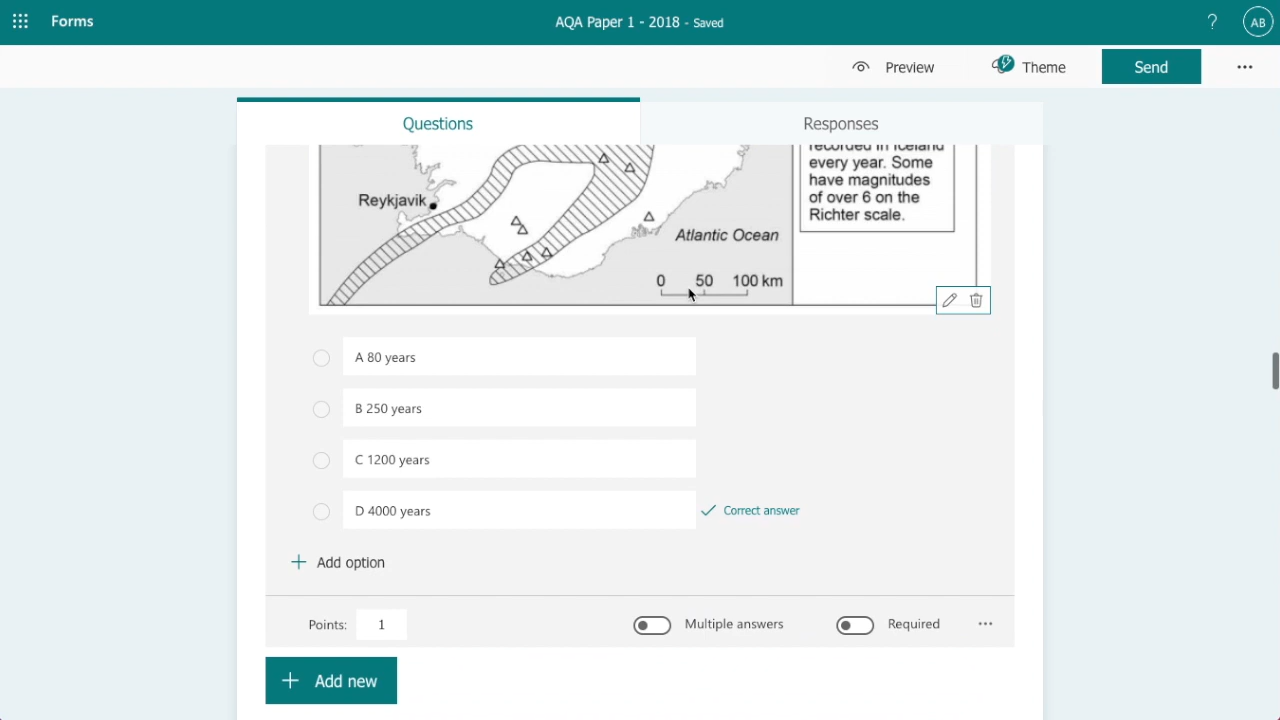 Forms
AQA Paper 1 - 2018 - Saved
?
AB
Preview
Theme
Send
Questions
Responses
recorded in Iceland
every year. Some
have magnitudes
of over 6 on the
Richter scale.
Reykjavik
Atlantic Ocean
0 50 100 km
A 80 years
B 250 years
C 1200 years
D 4000 years
Correct answer
Add option
Points: 1
Multiple answers
Required
Add new